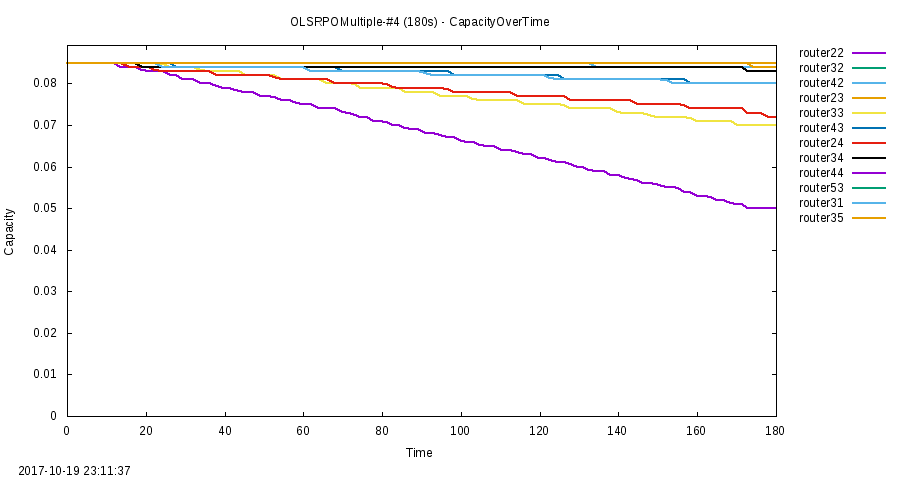 OLSRPOMultiple-#4 (180s) - CapacityOverTime
router22
router32
router42
router23
router33
router43
router24
router34
router44
router53
router31
router35
0.08
0.07
0.06
0.05
0.04
0.03
0.02
0.01
0
Capacity
0 20 40 60 80 100 120 140 160 180
Time
2017-10-19 23:11:37